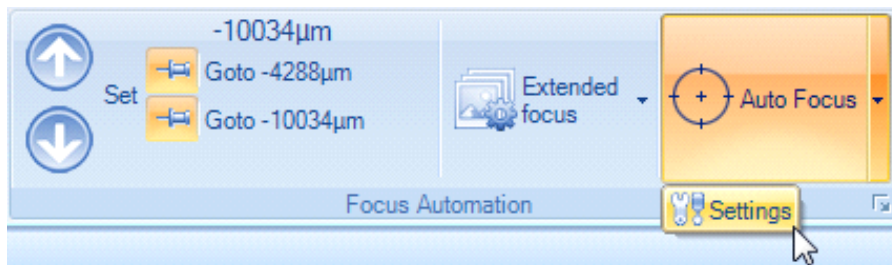 -10034µm
Set
Goto -4288µm
Goto -10034µm
Extended
focus
Auto Focus
Focus Automation
Settings